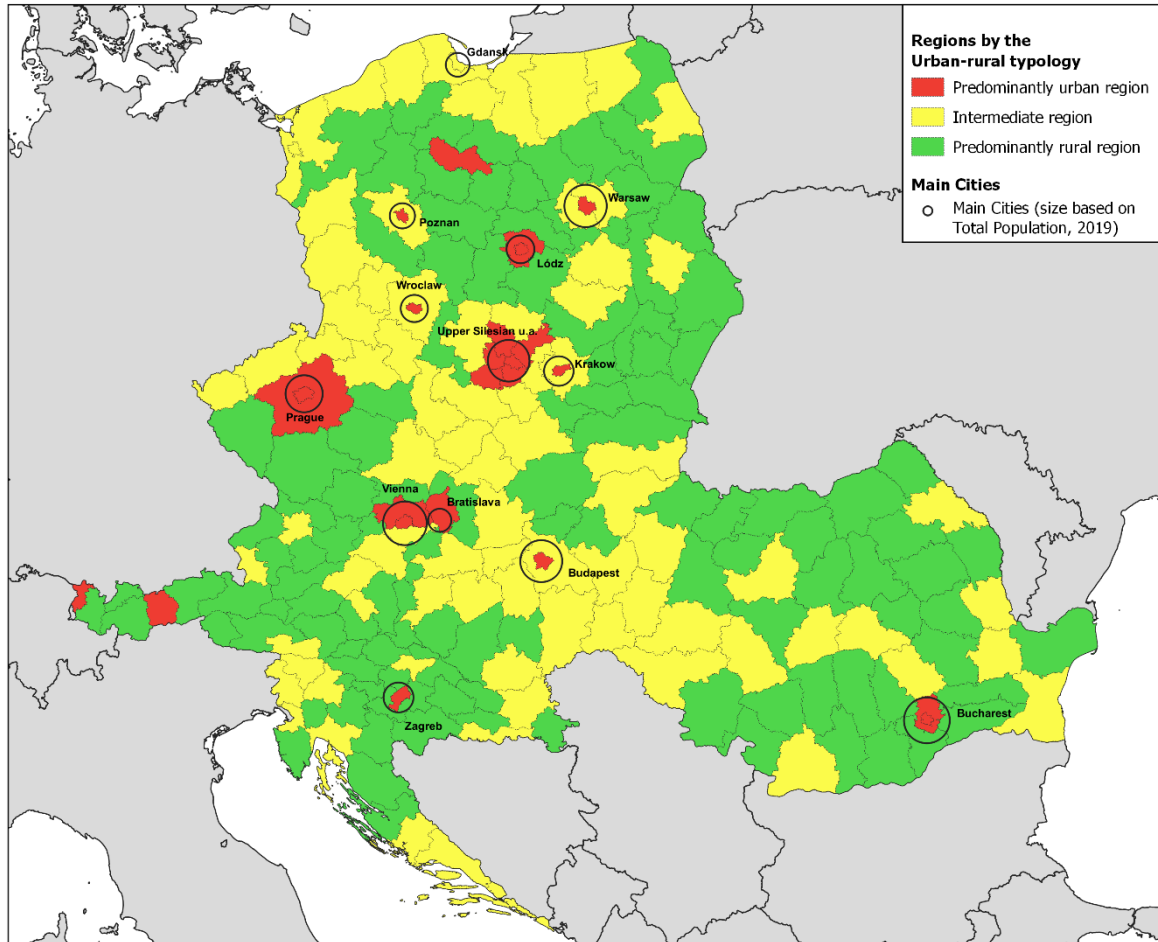 Regions by the
Urban-rural typology
Predominantly urban region
Intermediate region
Predominantly rural region
Main Cities
Main Cities (size based on
Total Population, 2019)
Gdansk
Warsaw
Poznan
Lódz
Wroclaw
Upper Silesian u.a.
Krakow
Prague
Vienna
Bratislava
Budapest
Zagreb
Bucharest